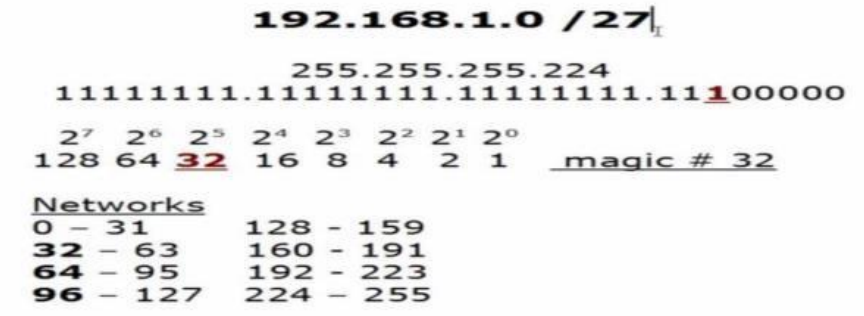 192.168.1.0 /27
255.255.255.224
11111111.11111111.11111111.11100000
2⁷ 2⁶ 2⁵ 2⁴ 2³ 2² 2¹ 2⁰
128 64 32 16 8 4 2 1 magic # 32
Networks
0 – 31 128 - 159
32 – 63 160 - 191
64 – 95 192 - 223
96 – 127 224 – 255